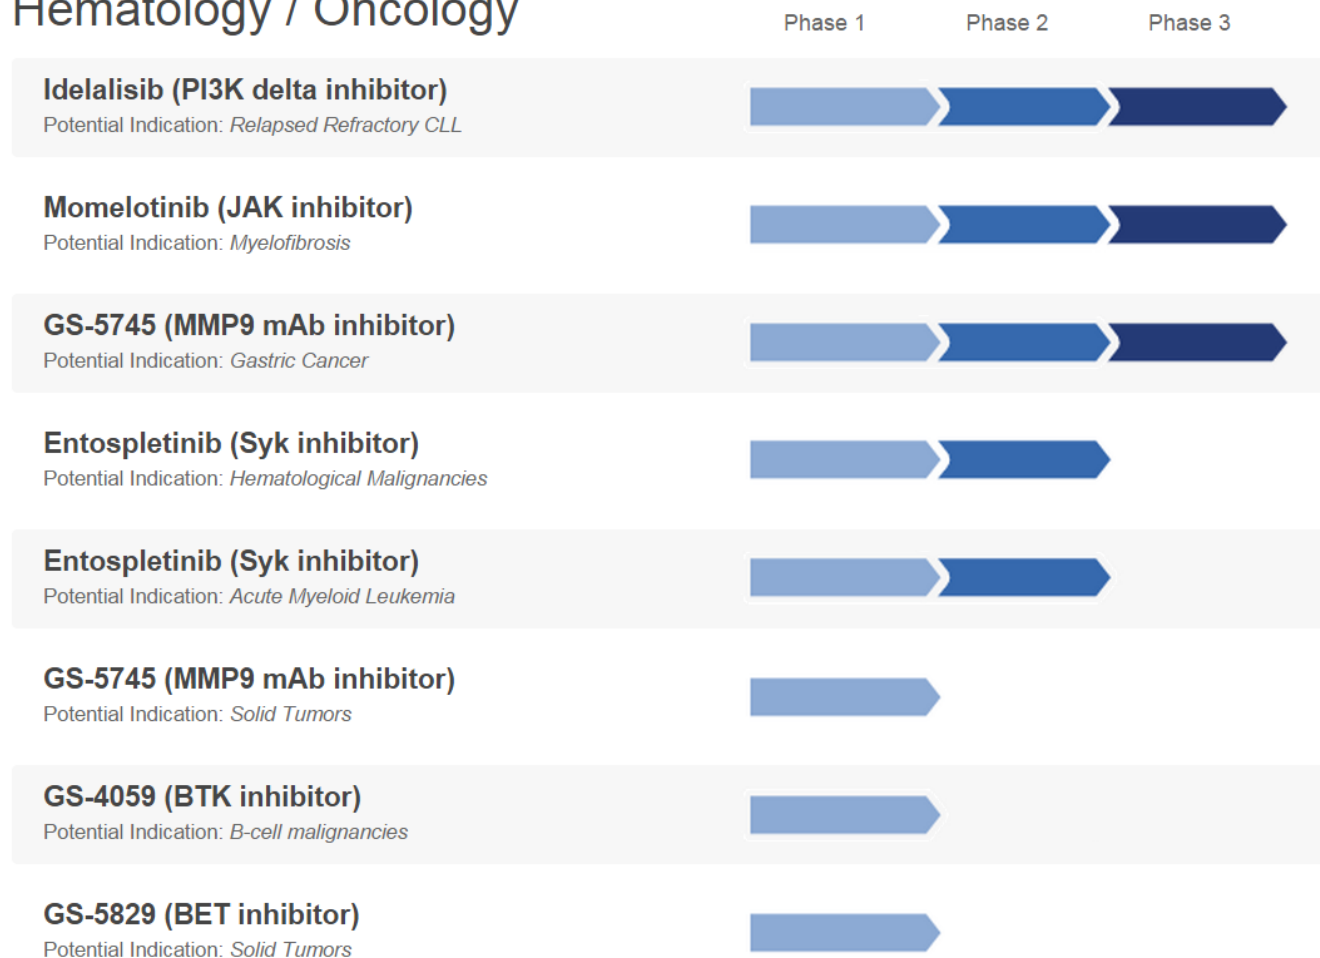 Hematology / Oncology
Phase 1 Phase 2 Phase 3
Idelalisib (PI3K delta inhibitor)
Potential Indication: Relapsed Refractory CLL
Momelotinib (JAK inhibitor)
Potential Indication: Myelofibrosis
GS-5745 (MMP9 mAb inhibitor)
Potential Indication: Gastric Cancer
Entospletinib (Syk inhibitor)
Potential Indication: Hematological Malignancies
Entospletinib (Syk inhibitor)
Potential Indication: Acute Myeloid Leukemia
GS-5745 (MMP9 mAb inhibitor)
Potential Indication: Solid Tumors
GS-4059 (BTK inhibitor)
Potential Indication: B-cell malignancies
GS-5829 (BET inhibitor)
Potential Indication: Solid Tumors